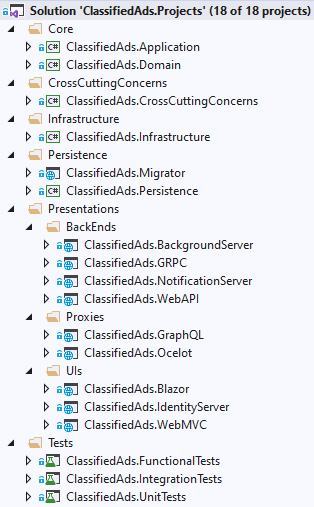 Solution 'ClassifiedAds.Projects' (18 of 18 projects)
Core
C# ClassifiedAds.Application
C# ClassifiedAds.Domain
CrossCuttingConcerns
C# ClassifiedAds.CrossCuttingConcerns
Infrastructure
C# ClassifiedAds.Infrastructure
Persistence
ClassifiedAds.Migrator
C# ClassifiedAds.Persistence
Presentations
BackEnds
ClassifiedAds.BackgroundServer
ClassifiedAds.GRPC
ClassifiedAds.NotificationServer
ClassifiedAds.WebAPI
Proxies
ClassifiedAds.GraphQL
ClassifiedAds.Ocelot
UIs
ClassifiedAds.Blazor
ClassifiedAds.IdentityServer
ClassifiedAds.WebMVC
Tests
ClassifiedAds.FunctionalTests
ClassifiedAds.IntegrationTests
ClassifiedAds.UnitTests